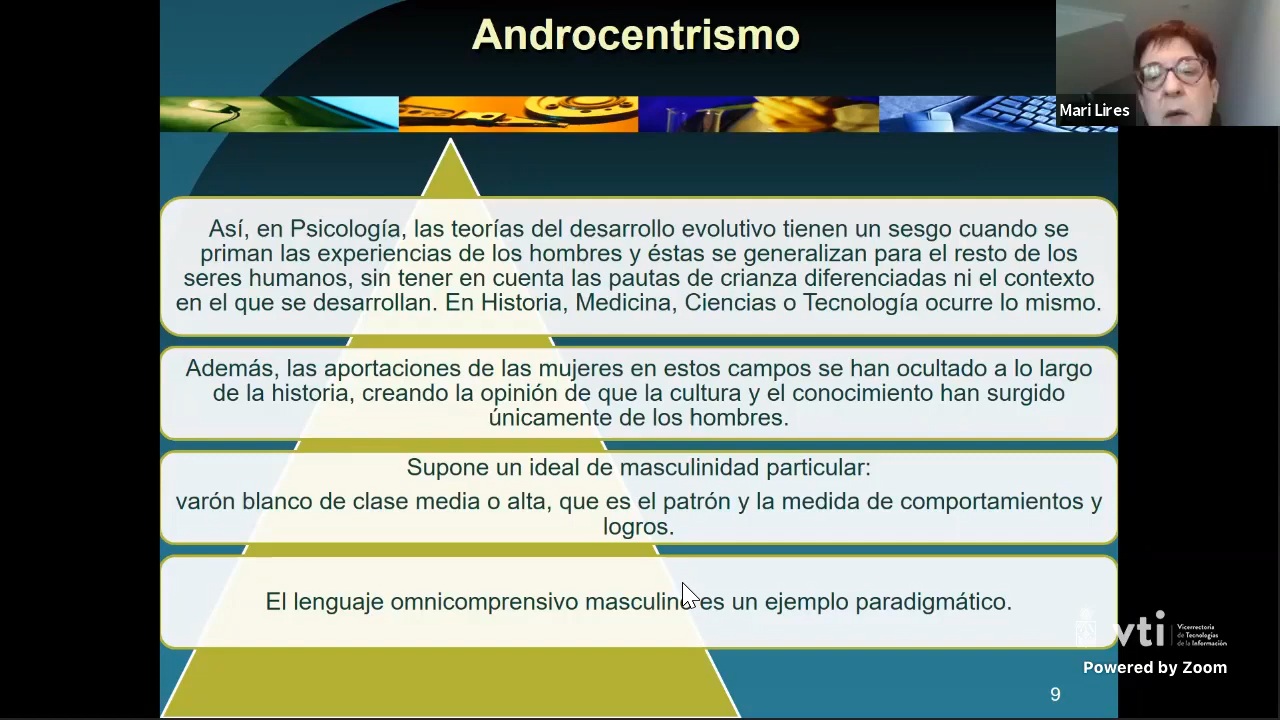 Androcentrismo
Mari Lires
Así, en Psicología, las teorías del desarrollo evolutivo tienen un sesgo cuando se
priman las experiencias de los hombres y éstas se generalizan para el resto de los
seres humanos, sin tener en cuenta las pautas de crianza diferenciadas ni el contexto
en el que se desarrollan. En Historia, Medicina, Ciencias o Tecnología ocurre lo mismo.
Además, las aportaciones de las mujeres en estos campos se han ocultado a lo largo
de la historia, creando la opinión de que la cultura y el conocimiento han surgido
únicamente de los hombres.
Supone un ideal de masculinidad particular:
varón blanco de clase media o alta, que es el patrón y la medida de comportamientos y
logros.
El lenguaje omnicomprensivo masculino es un ejemplo paradigmático.
vti
Vicerrectoría
de Tecnologías
de la Información
Powered by Zoom
9